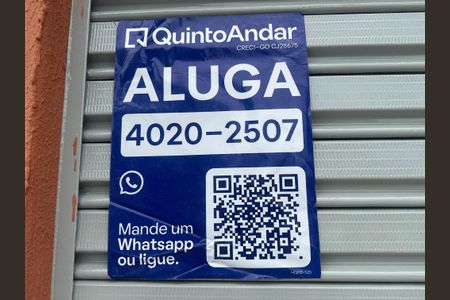 QuintoAndar
CRECI-GO CJ28675
ALUGA
4020-2507
Mande um
Whatsapp
ou ligue.